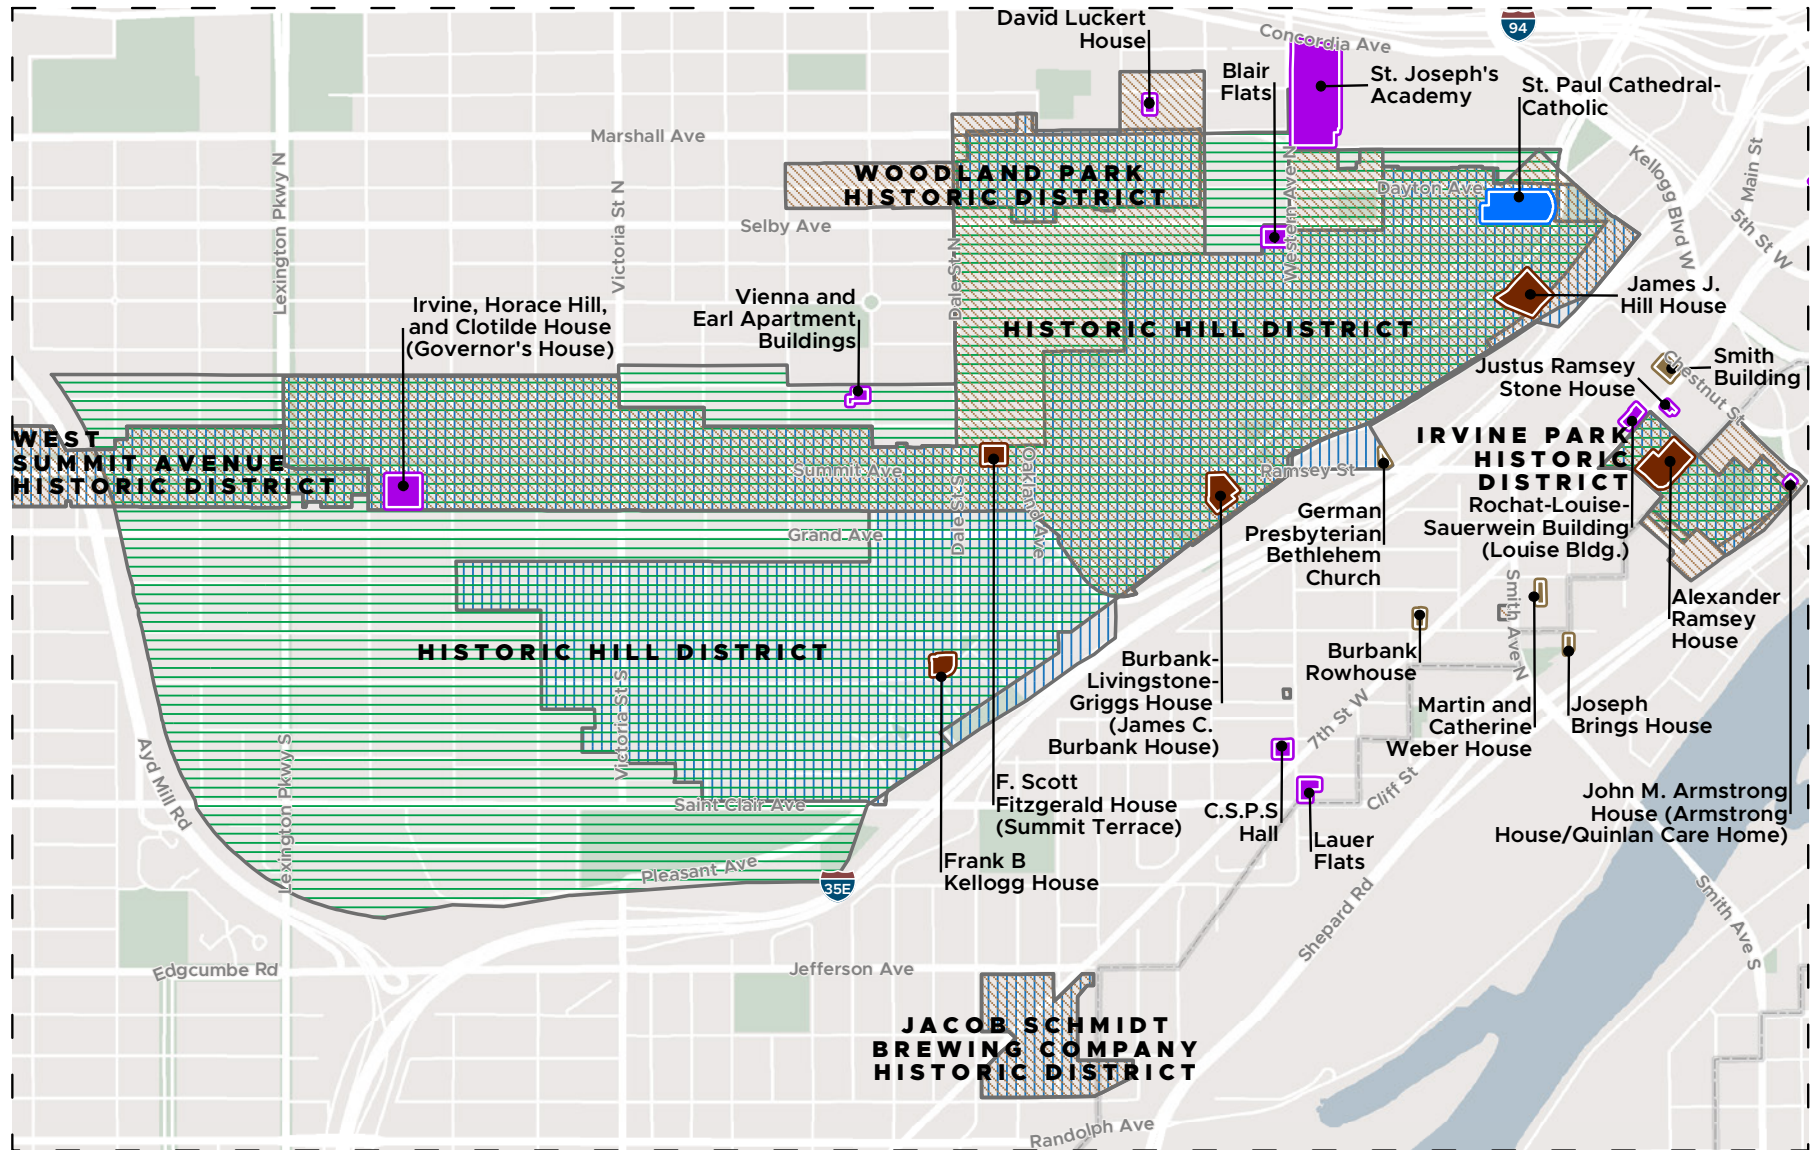 David Luckert
House
Concordia Ave
94
Blair
Flats
St. Joseph's
Academy
St. Paul Cathedral-
Catholic
Marshall Ave
Main St
Kellogg Blvd W
5th St W
WOODLAND PARK
HISTORIC DISTRICT
Dayton Ave
Western Ave N
Lexington Pkwy N
Victoria St N
Selby Ave
Dale St N
James J.
Hill House
Irvine, Horace Hill,
and Clotilde House
(Governor's House)
Vienna and
Earl Apartment
Buildings
HISTORIC HILL DISTRICT
Justus Ramsey
Stone House
Smith
Building
Chestnut St
WEST
SUMMIT AVENUE
HISTORIC DISTRICT
Summit Ave
Ramsey St
IRVINE PARK
HISTORIC
DISTRICT
Rochat-Louise-
Sauerwein Building
(Louise Bldg.)
German
Presbyterian
Bethlehem
Church
Grand Ave
Dale St S
Oakland Ave
Smith Ave N
Alexander
Ramsey
House
HISTORIC HILL DISTRICT
Victoria St S
Burbank-
Livingstone-
Griggs House
(James C.
Burbank House)
Burbank
Rowhouse
Martin and
Catherine
Weber House
Joseph
Brings House
7th St W
Cliff St
Ayd Mill Rd
Lexington Pkwy S
Saint Clair Ave
F. Scott
Fitzgerald House
(Summit Terrace)
C.S.P.S
Hall
Lauer
Flats
John M. Armstrong
House (Armstrong
House/Quinlan Care Home)
Pleasant Ave
35E
Frank B
Kellogg House
Shepard Rd
Smith Ave S
Edgcumbe Rd
Jefferson Ave
JACOB SCHMIDT
BREWING COMPANY
HISTORIC DISTRICT
Randolph Ave